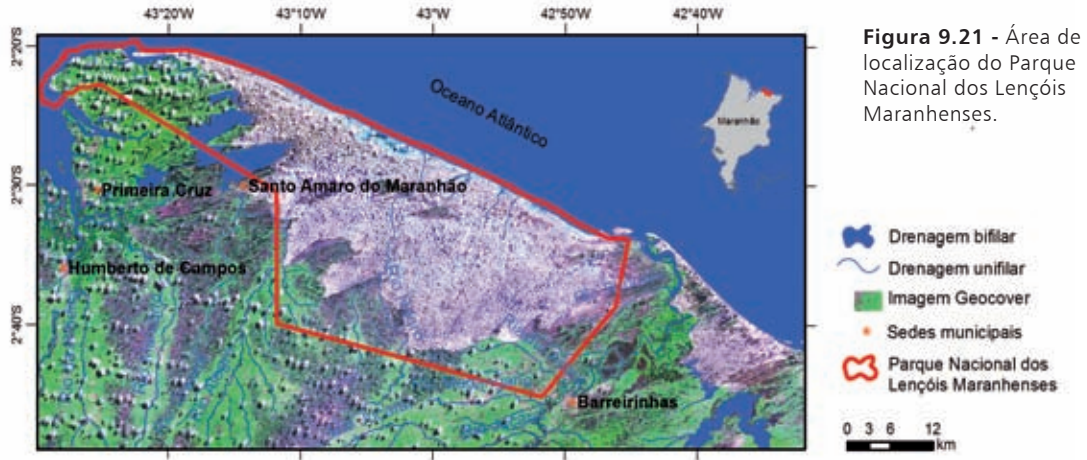 43°20'W 43°10'W 43°0'W 42°50'W 42°40'W
2°20'S
2°30'S
2°40'S
Oceano Atlântico
Maranhão
Primeira Cruz
Santo Amaro do Maranhão
Humberto de Campos
Barreirinhas
Figura 9.21 - Área de
localização do Parque
Nacional dos Lençóis
Maranhenses.
Drenagem bifilar
Drenagem unifilar
Imagem Geocover
Sedes municipais
Parque Nacional dos
Lençóis Maranhenses
0 3 6 12
km